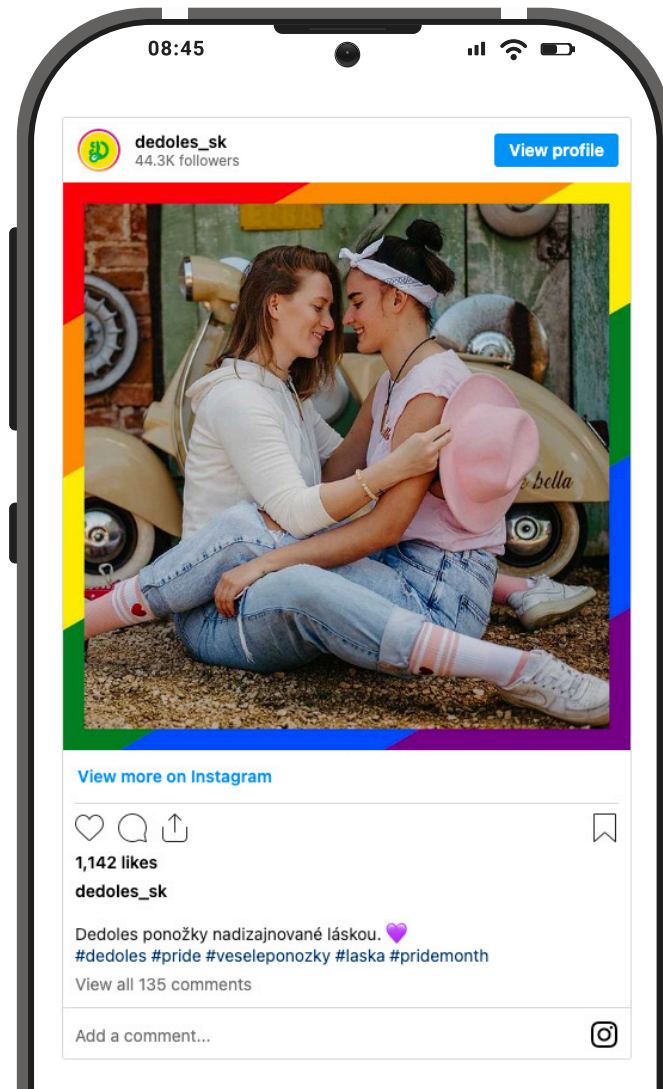 08:45
dedoles_sk
44.3K followers
View profile
bella
View more on Instagram
1,142 likes
dedoles_sk
Dedoles ponožky nadizajnované láskou. 💜
#dedoles #pride #veseleponozky #laska #pridemonth
View all 135 comments
Add a comment...